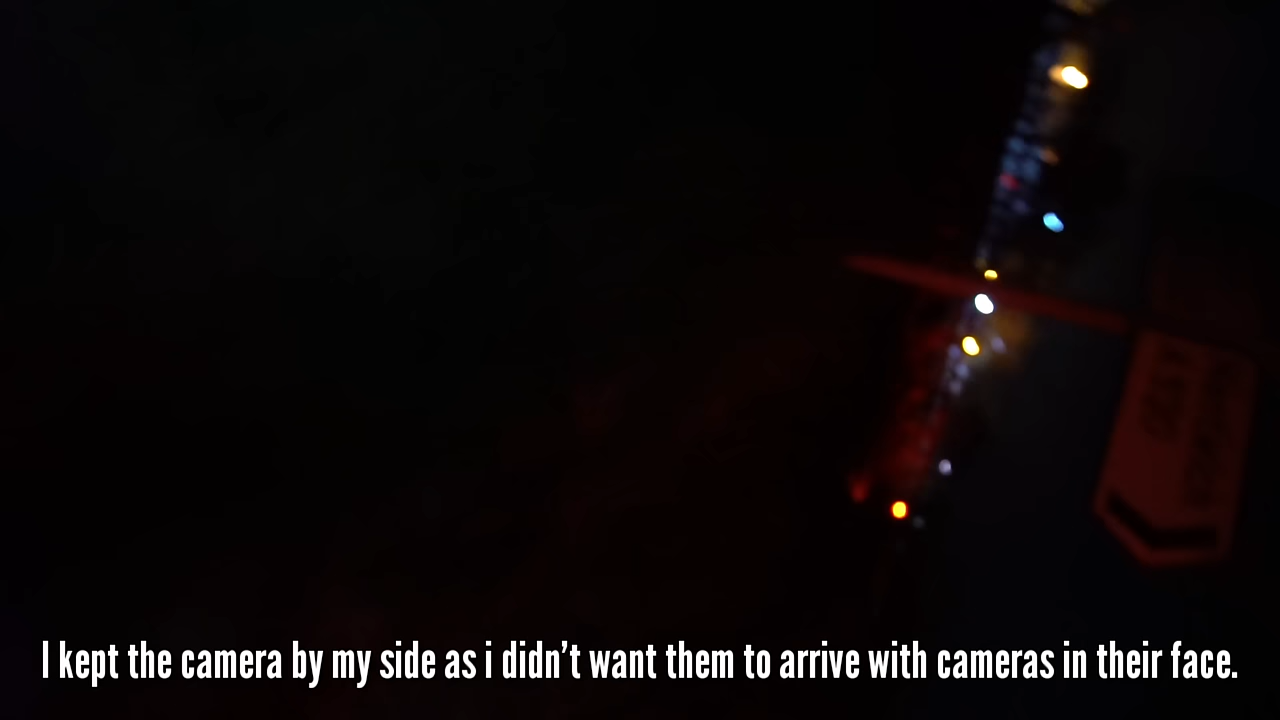 I kept the camera by my side as i didn't want them to arrive with cameras in their face.